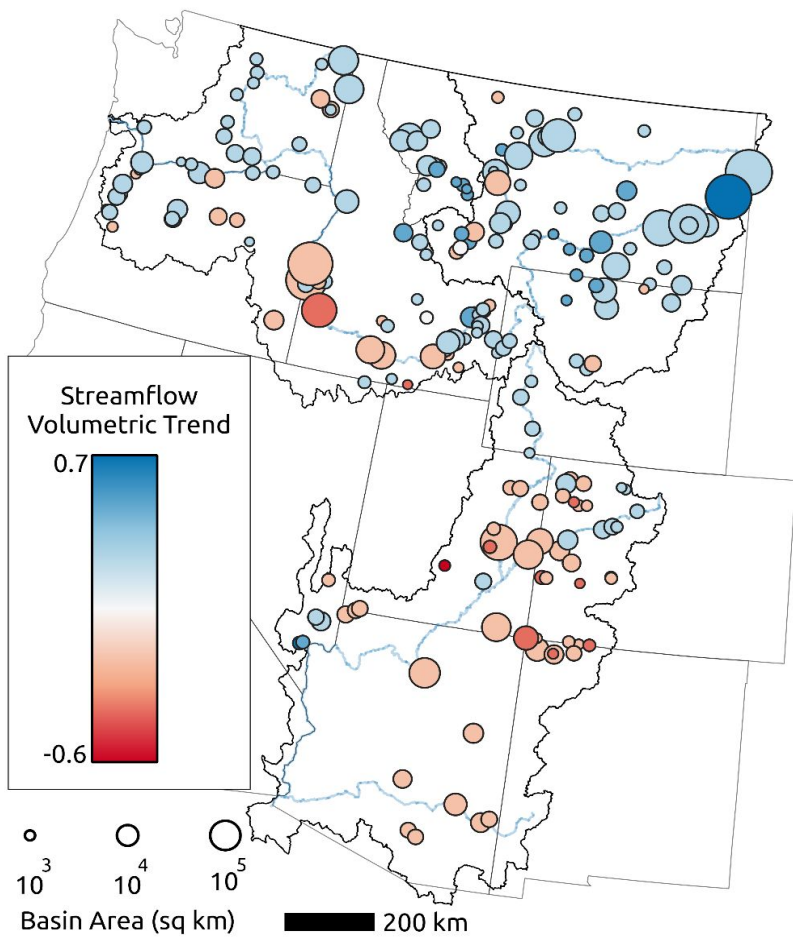 Streamflow
Volumetric Trend
0.7
-0.6
10^3 10^4 10^5
Basin Area (sq km)
200 km